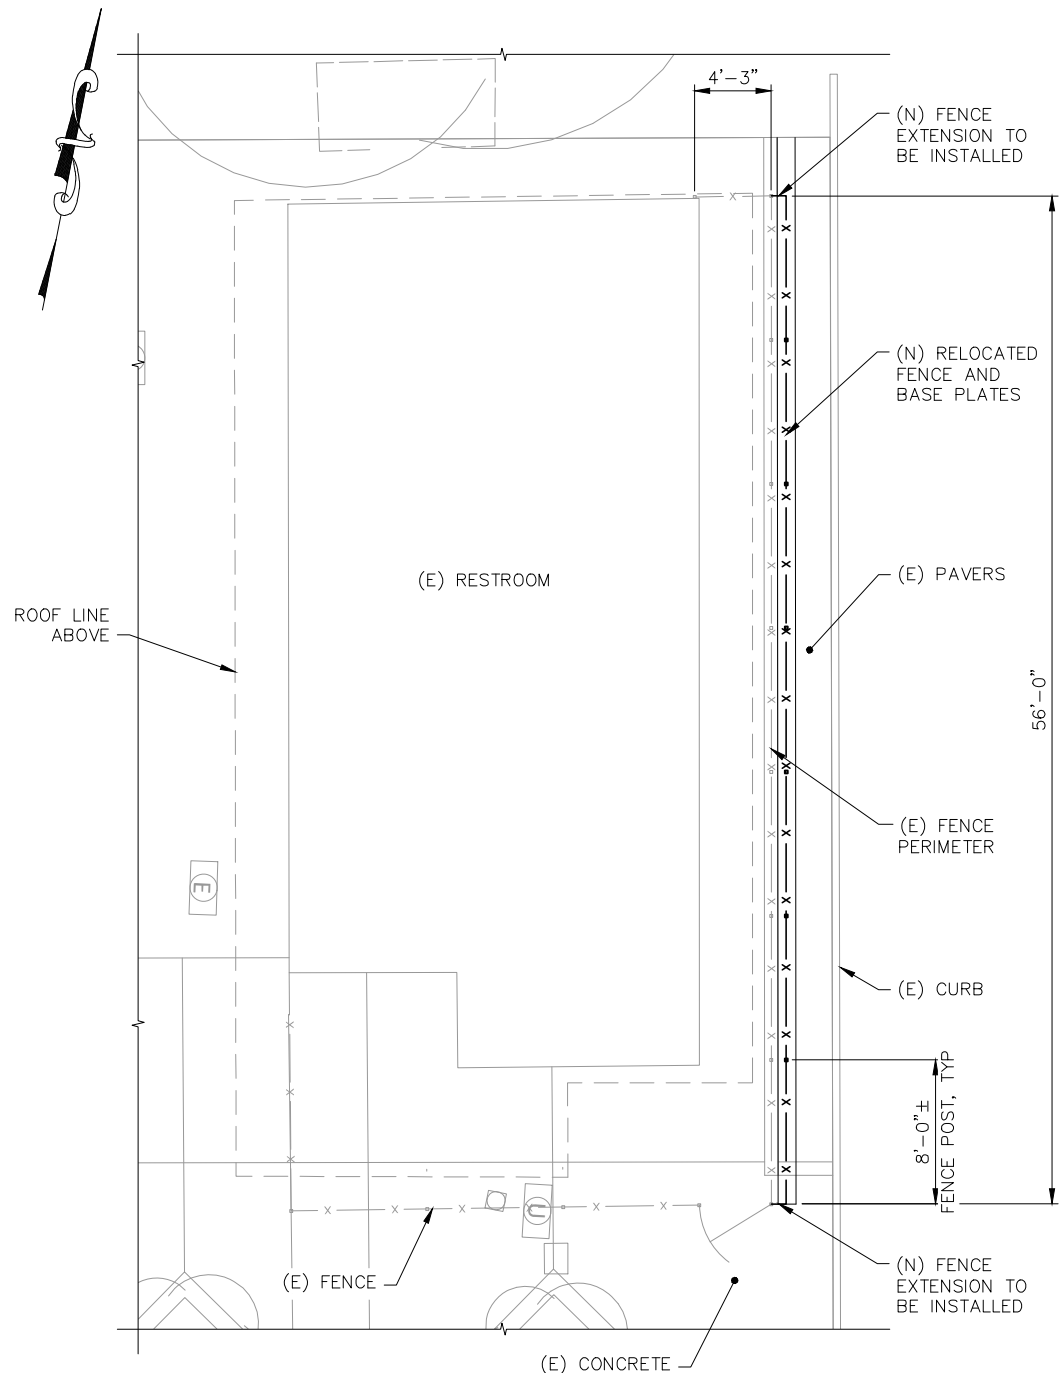 4'-3"
(N) FENCE
EXTENSION TO
BE INSTALLED
(N) RELOCATED
FENCE AND
BASE PLATES
(E) RESTROOM
(E) PAVERS
ROOF LINE
ABOVE
56'-0"
(E) FENCE
PERIMETER
E
(E) CURB
8'-0"±
FENCE POST, TYP
U
(E) FENCE
(N) FENCE
EXTENSION TO
BE INSTALLED
(E) CONCRETE